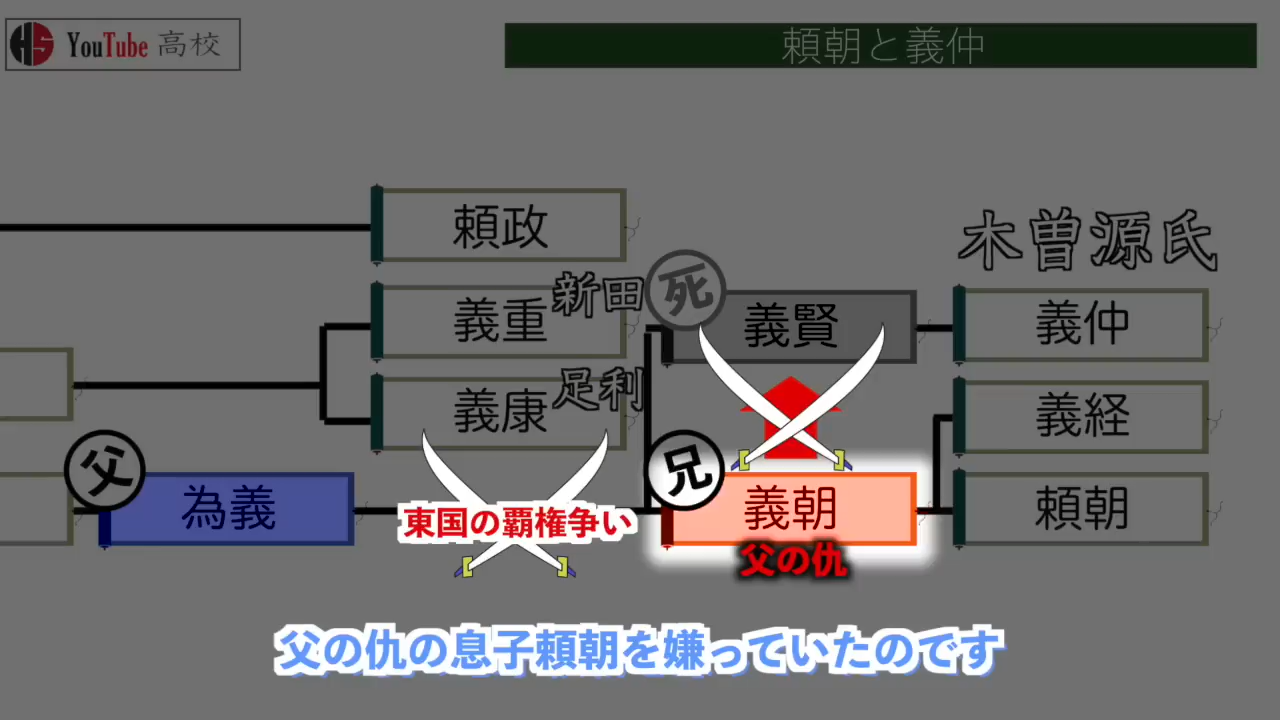 YouTube 高校
頼朝と義仲
頼政
木曽源氏
新田
死
義重
義賢
義仲
足利
義康
義経
父
兄
為義
東国の覇権争い
義朝
頼朝
父の仇
父の仇の息子頼朝を嫌っていたのです